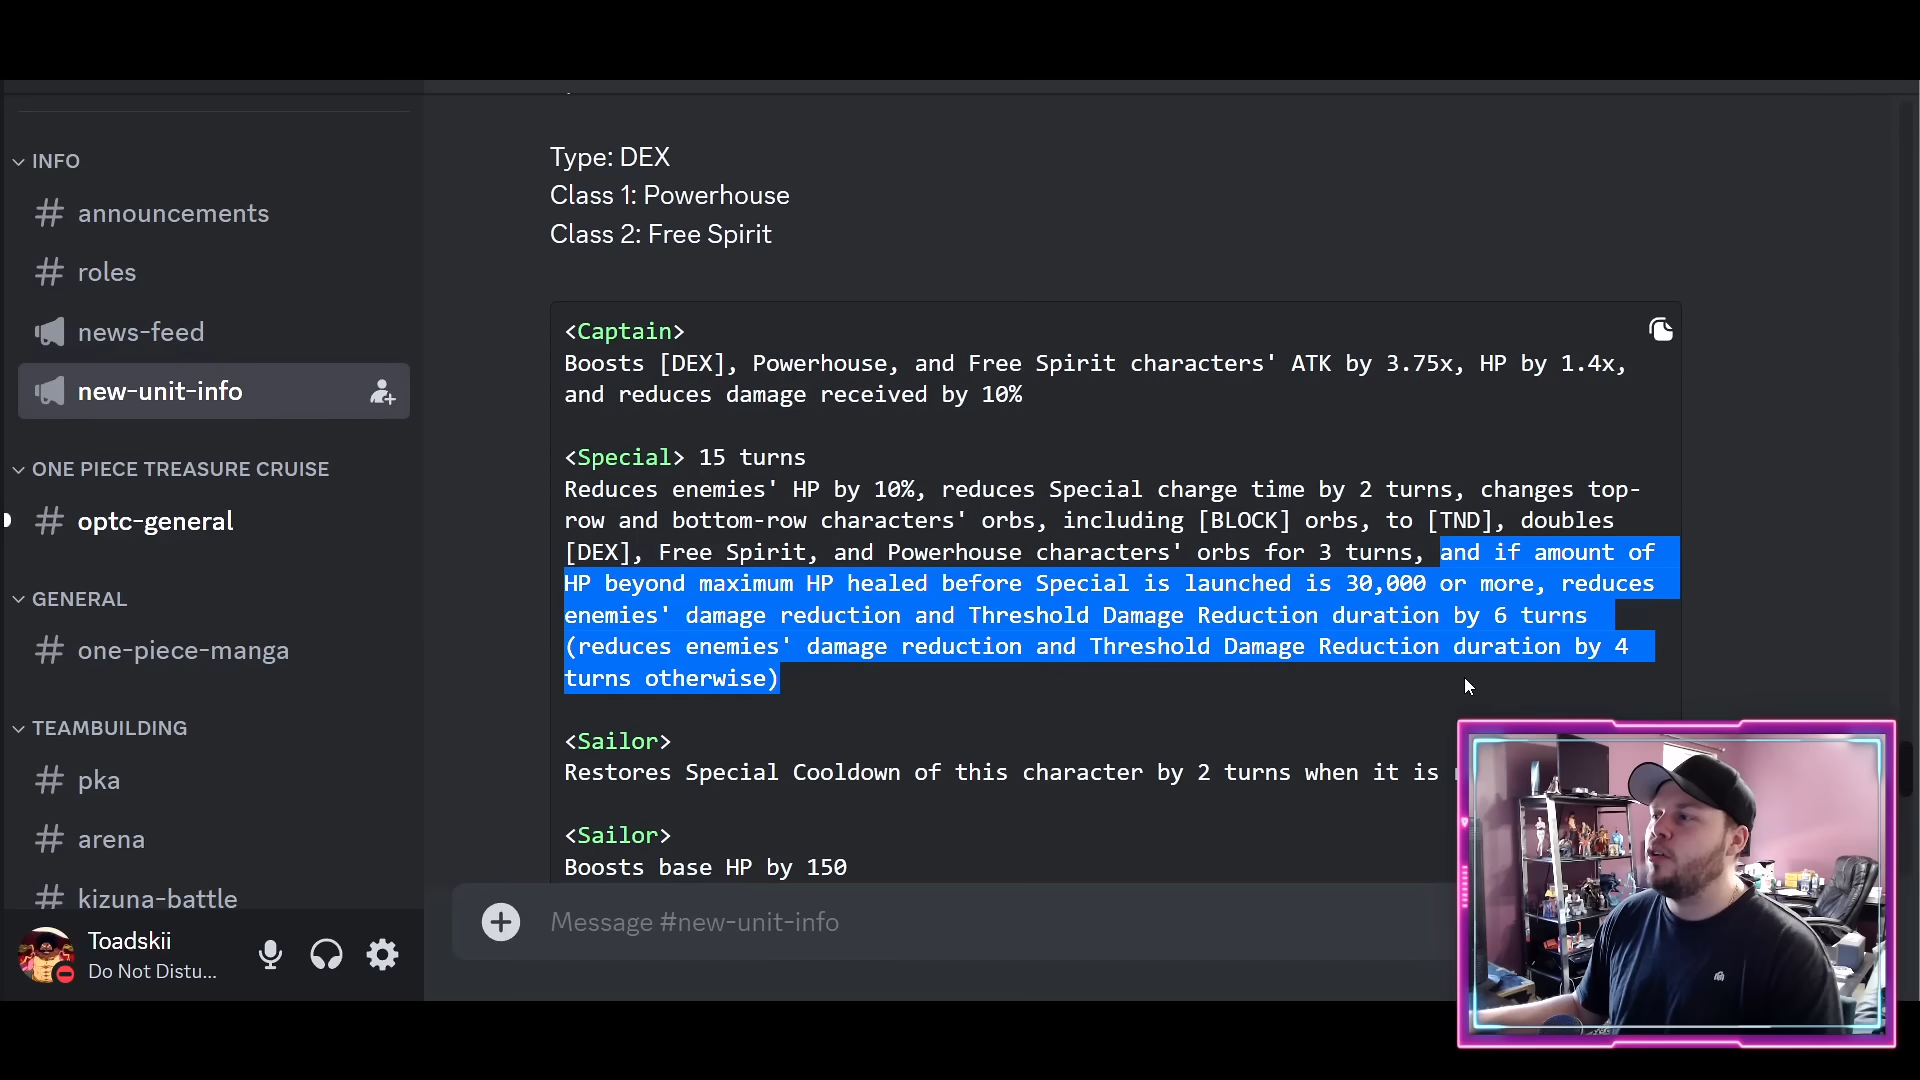 INFO
# announcements
# roles
news-feed
new-unit-info
ONE PIECE TREASURE CRUISE
# optc-general
GENERAL
# one-piece-manga
TEAMBUILDING
# pka
# arena
# kizuna-battle
Toadskii
Do Not Distu...
Type: DEX
Class 1: Powerhouse
Class 2: Free Spirit
<Captain>
Boosts [DEX], Powerhouse, and Free Spirit characters' ATK by 3.75x, HP by 1.4x,
and reduces damage received by 10%
<Special> 15 turns
Reduces enemies' HP by 10%, reduces Special charge time by 2 turns, changes top-
row and bottom-row characters' orbs, including [BLOCK] orbs, to [TND], doubles
[DEX], Free Spirit, and Powerhouse characters' orbs for 3 turns, and if amount of
HP beyond maximum HP healed before Special is launched is 30,000 or more, reduces
enemies' damage reduction and Threshold Damage Reduction duration by 6 turns
(reduces enemies' damage reduction and Threshold Damage Reduction duration by 4
turns otherwise)
<Sailor>
Restores Special Cooldown of this character by 2 turns when it is
<Sailor>
Boosts base HP by 150
Message #new-unit-info